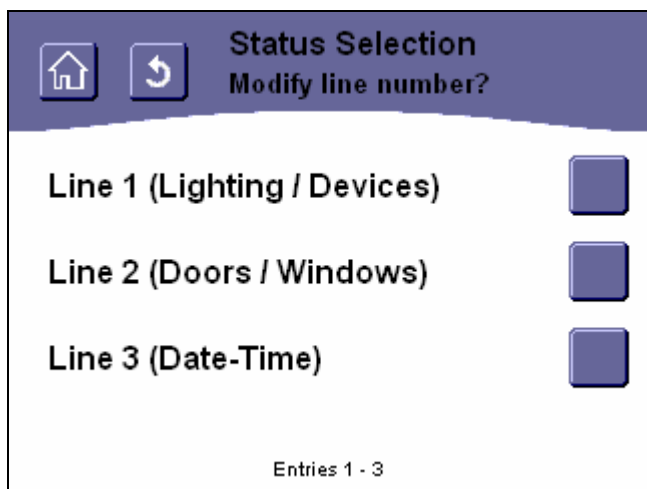 Status Selection
Modify line number?
Line 1 (Lighting / Devices)
Line 2 (Doors / Windows)
Line 3 (Date-Time)
Entries 1 - 3